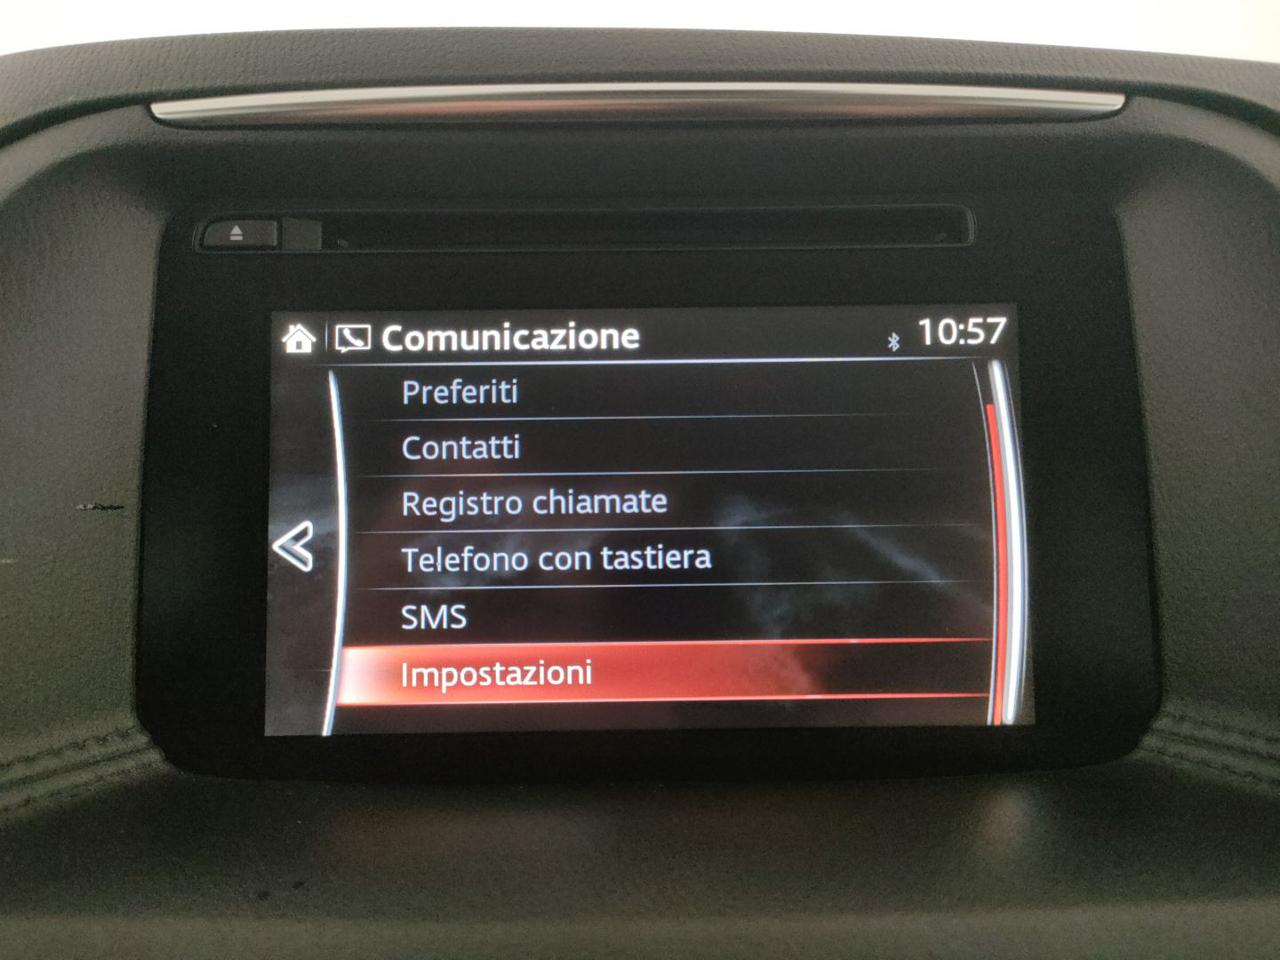 Comunicazione
10:57
Preferiti
Contatti
Registro chiamate
Telefono con tastiera
SMS
Impostazioni